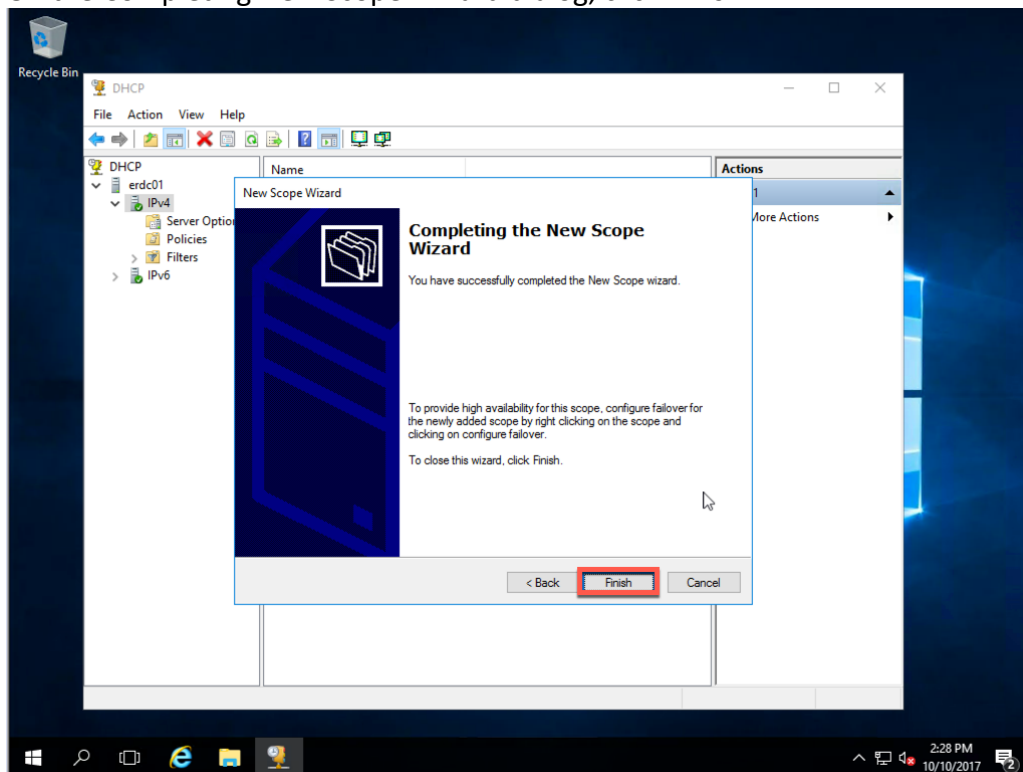 Recycle Bin
DHCP
File Action View Help
DHCP
erdc01
IPv4
Server Option
Policies
Filters
IPv6
Name
Actions
1
More Actions
New Scope Wizard
Completing the New Scope
Wizard
You have successfully completed the New Scope wizard.
To provide high availability for this scope, configure failover for
the newly added scope by right clicking on the scope and
clicking on configure failover.
To close this wizard, click Finish.
< Back Finish Cancel
2:28 PM
10/10/2017
2